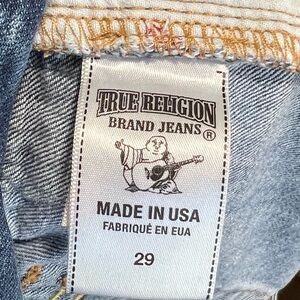 TRUE RELIGION
BRAND JEANS®
MADE IN USA
FABRIQUÉ EN EUA
29